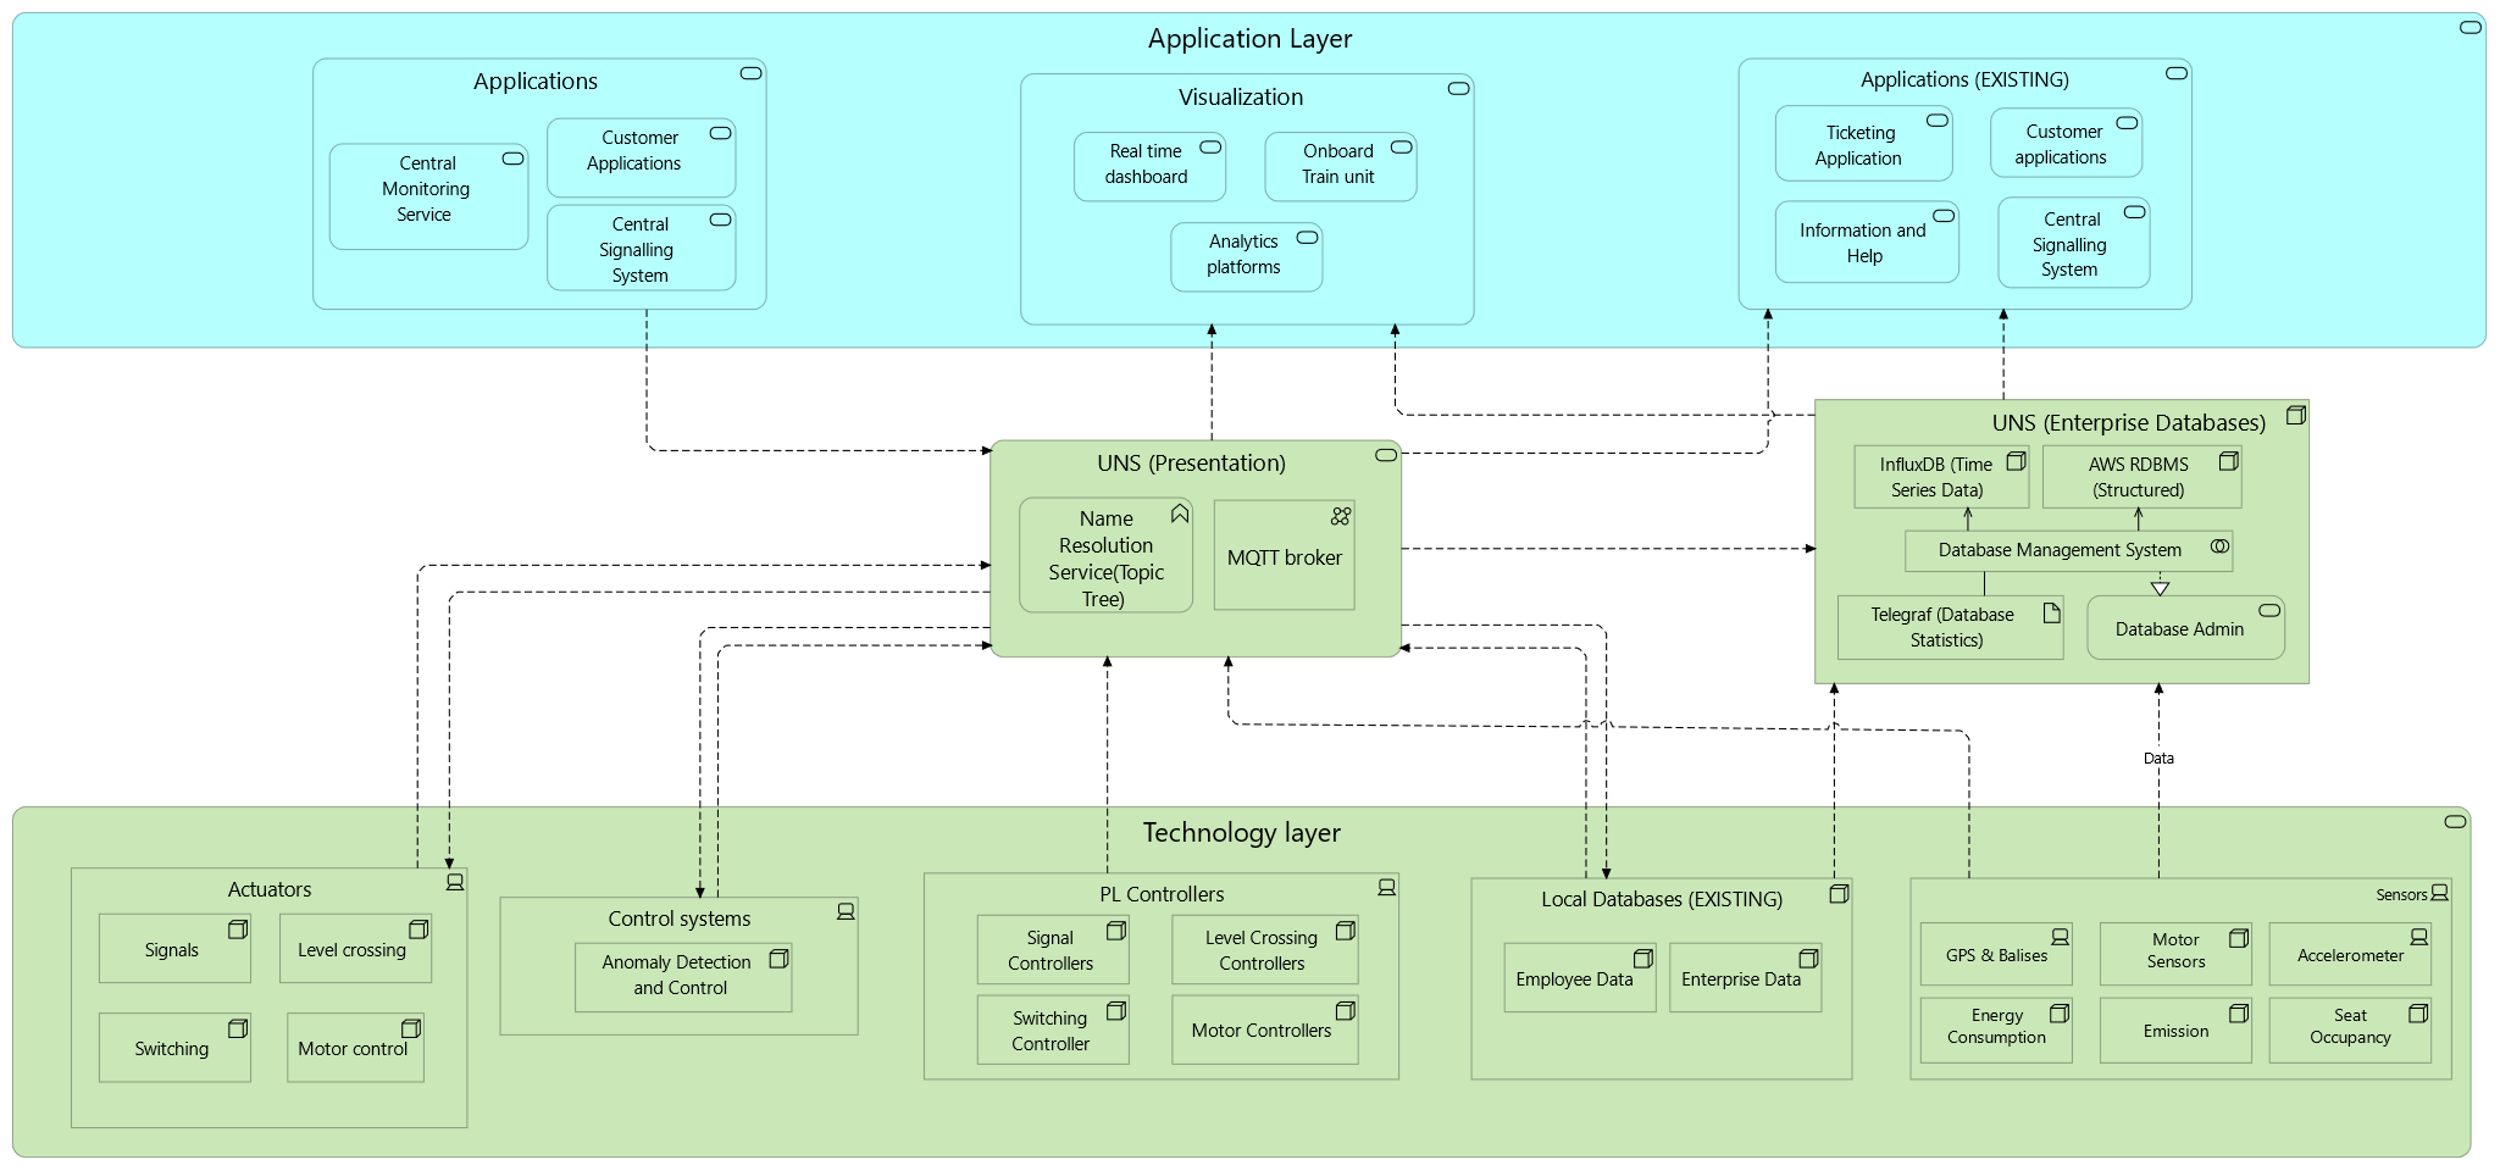 Application Layer
Applications
Central
Monitoring
Service
Customer
Applications
Central
Signalling
System
Visualization
Real time
dashboard
Onboard
Train unit
Analytics
platforms
Applications (EXISTING)
Ticketing
Application
Customer
applications
Information and
Help
Central
Signalling
System
UNS (Presentation)
Name
Resolution
Service(Topic
Tree)
MQTT broker
UNS (Enterprise Databases)
InfluxDB (Time
Series Data)
AWS RDBMS
(Structured)
Database Management System
Telegraf (Database
Statistics)
Database Admin
Data
Technology layer
Actuators
Signals
Level crossing
Switching
Motor control
Control systems
Anomaly Detection
and Control
PL Controllers
Signal
Controllers
Level Crossing
Controllers
Switching
Controller
Motor Controllers
Local Databases (EXISTING)
Employee Data
Enterprise Data
Sensors
GPS & Balises
Motor
Sensors
Accelerometer
Energy
Consumption
Emission
Seat
Occupancy